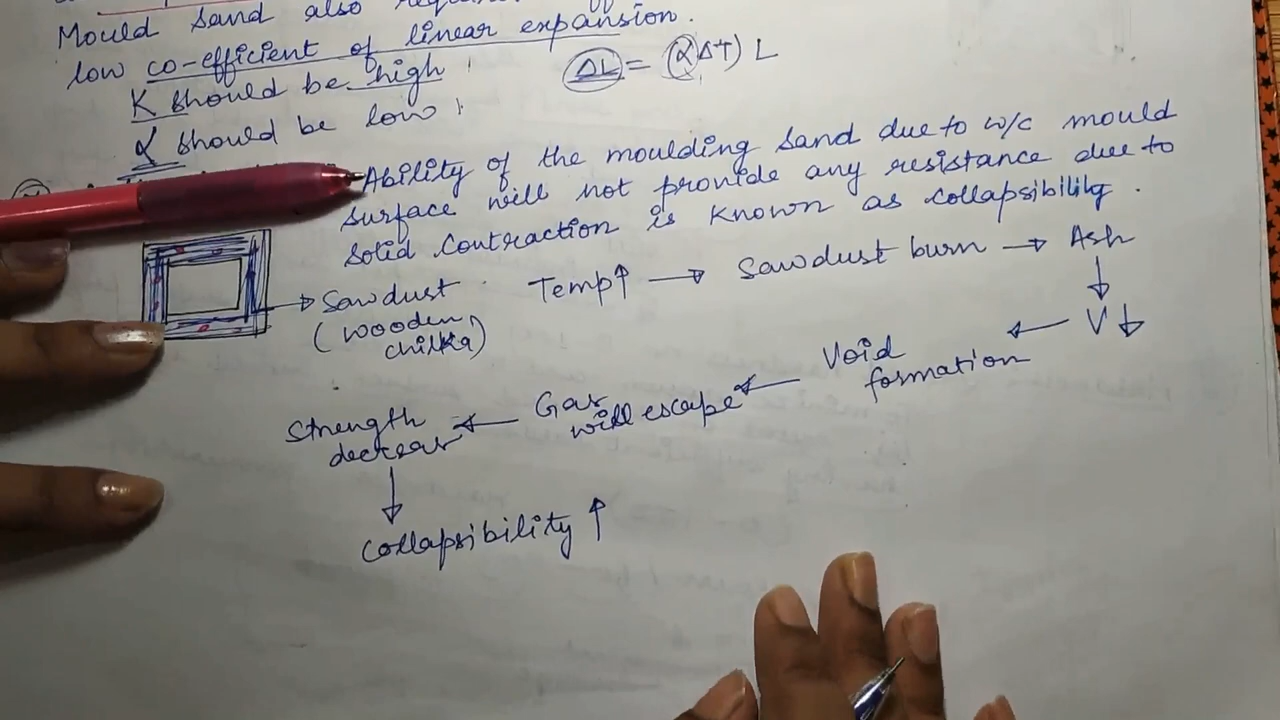 Mould Sand also
low co-efficient of linear expansion.
K should be high
α should be low
ΔL = (αΔT) L
Ability of the moulding sand due to w/c mould
surface will not provide any resistance due to
solid contraction is known as collapsibility.
Sawdust
(wooden
chilka)
Temp↑ → Sawdust burn → Ash
↓
V↓
← Void
formation
← Gas
will escape
← Strength
decrease
↓
Collapsibility ↑